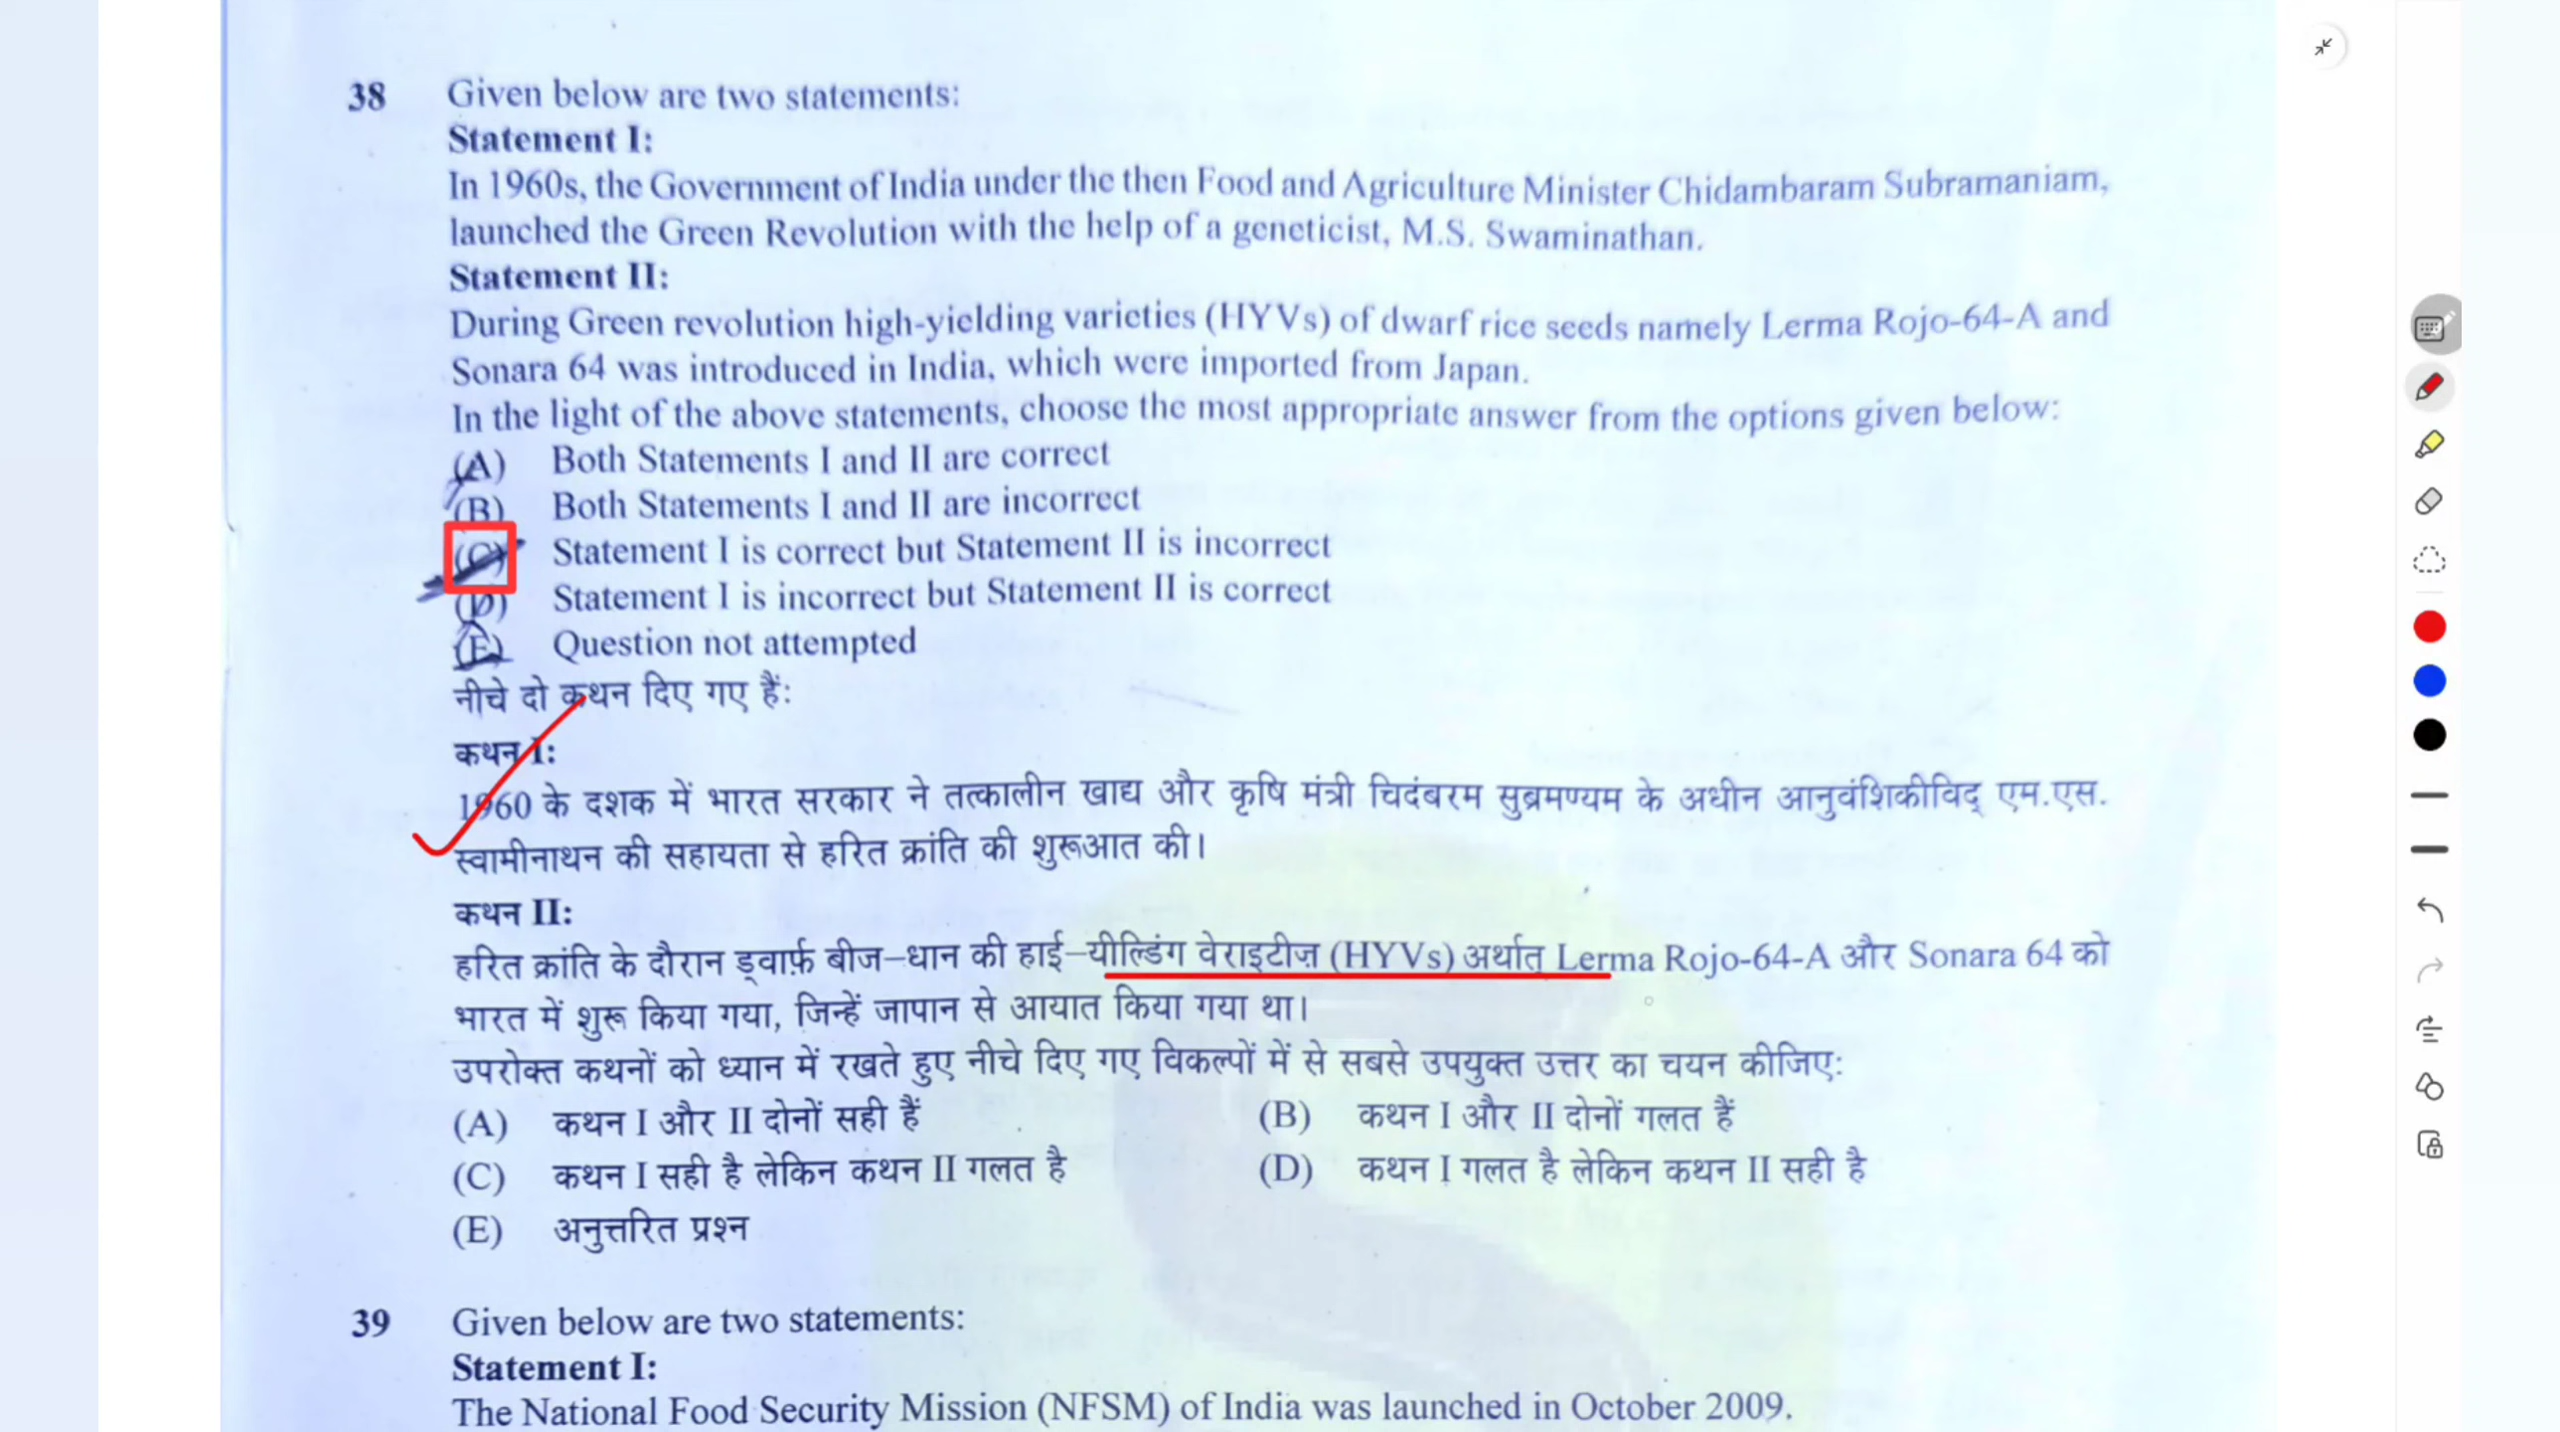 38 Given below are two statements:
Statement I:
In 1960s, the Government of India under the then Food and Agriculture Minister Chidambaram Subramaniam,
launched the Green Revolution with the help of a geneticist, M.S. Swaminathan.
Statement II:
During Green revolution high-yielding varieties (HYVs) of dwarf rice seeds namely Lerma Rojo-64-A and
Sonara 64 was introduced in India, which were imported from Japan.
In the light of the above statements, choose the most appropriate answer from the options given below:
(A) Both Statements I and II are correct
(B) Both Statements I and II are incorrect
(C) Statement I is correct but Statement II is incorrect
(D) Statement I is incorrect but Statement II is correct
(E) Question not attempted
नीचे दो कथन दिए गए हैं:
कथन I:
1960 के दशक में भारत सरकार ने तत्कालीन खाद्य और कृषि मंत्री चिदंबरम सुब्रमण्यम के अधीन आनुवंशिकीविद् एम.एस.
स्वामीनाथन की सहायता से हरित क्रांति की शुरूआत की।
कथन II:
हरित क्रांति के दौरान ड्वार्फ़ बीज-धान की हाई-यील्डिंग वेराइटीज़ (HYVs) अर्थात् Lerma Rojo-64-A और Sonara 64 को
भारत में शुरू किया गया, जिन्हें जापान से आयात किया गया था।
उपरोक्त कथनों को ध्यान में रखते हुए नीचे दिए गए विकल्पों में से सबसे उपयुक्त उत्तर का चयन कीजिए:
(A) कथन I और II दोनों सही हैं (B) कथन I और II दोनों गलत हैं
(C) कथन I सही है लेकिन कथन II गलत है (D) कथन I गलत है लेकिन कथन II सही है
(E) अनुत्तरित प्रश्न
39 Given below are two statements:
Statement I:
The National Food Security Mission (NFSM) of India was launched in October 2009.